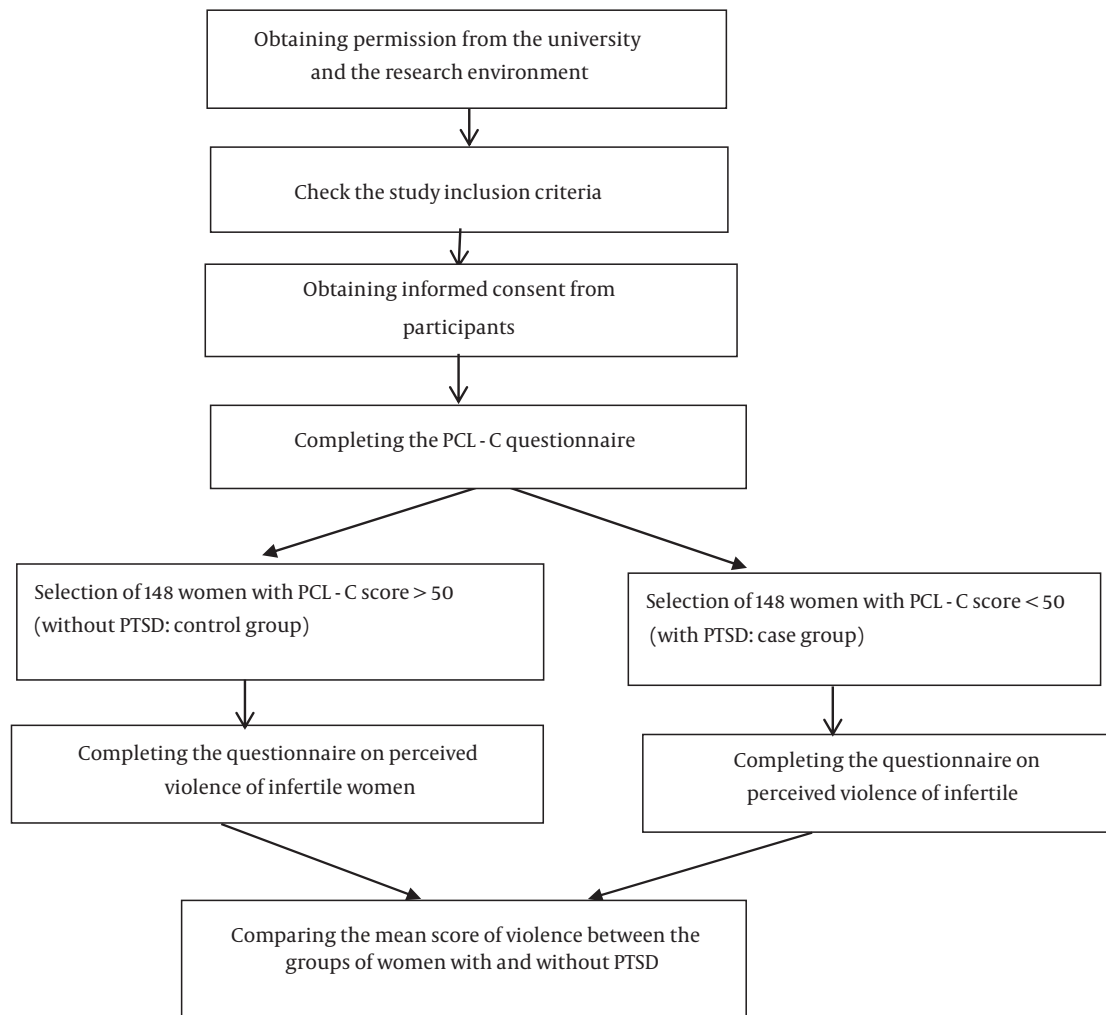 Obtaining permission from the university
and the research environment
Check the study inclusion criteria
Obtaining informed consent from
participants
Completing the PCL - C questionnaire
Selection of 148 women with PCL - C score > 50
(without PTSD: control group)
Selection of 148 women with PCL - C score < 50
(with PTSD: case group)
Completing the questionnaire on perceived
violence of infertile women
Completing the questionnaire on
perceived violence of infertile
Comparing the mean score of violence between the
groups of women with and without PTSD